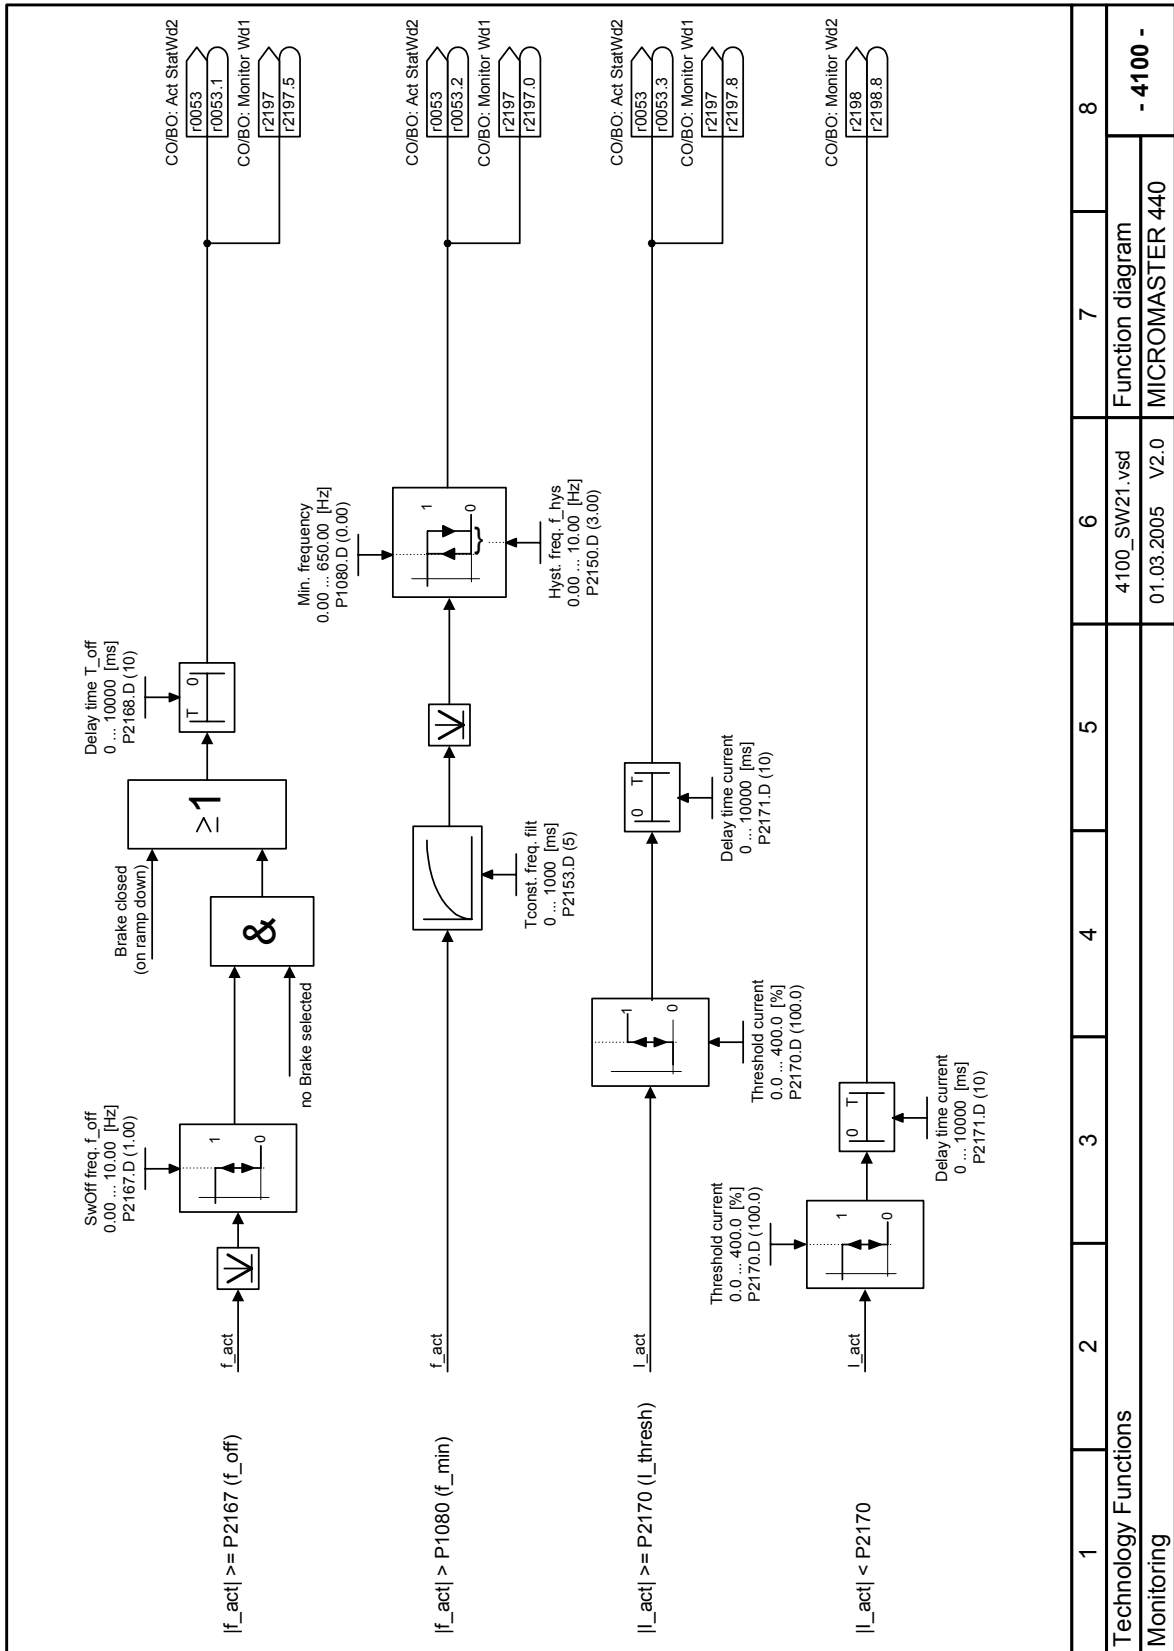 |f_act| >= P2167 (f_off)
f_act
SwOff freq. f_off
0.00 ... 10.00 [Hz]
P2167.D (1.00)
1
0
no Brake selected
&
Brake closed
(on ramp down)
≥1
Delay time T_off
0 ... 10000 [ms]
P2168.D (10)
T 0
CO/BO: Act StatWd2
r0053
r0053.1
CO/BO: Monitor Wd1
r2197
r2197.5
|f_act| > P1080 (f_min)
f_act
Tconst. freq. filt
0 ... 1000 [ms]
P2153.D (5)
Min. frequency
0.00 ... 650.00 [Hz]
P1080.D (0.00)
1
0
}
Hyst. freq. f_hys
0.00 ... 10.00 [Hz]
P2150.D (3.00)
CO/BO: Act StatWd2
r0053
r0053.2
CO/BO: Monitor Wd1
r2197
r2197.0
|I_act| >= P2170 (I_thresh)
I_act
1
0
Threshold current
0.0 ... 400.0 [%]
P2170.D (100.0)
0 T
Delay time current
0 ... 10000 [ms]
P2171.D (10)
CO/BO: Act StatWd2
r0053
r0053.3
CO/BO: Monitor Wd1
r2197
r2197.8
|I_act| < P2170
I_act
Threshold current
0.0 ... 400.0 [%]
P2170.D (100.0)
1
0
0 T
Delay time current
0 ... 10000 [ms]
P2171.D (10)
CO/BO: Monitor Wd2
r2198
r2198.8
1 2 3 4 5 6 7 8
Technology Functions 4100_SW21.vsd Function diagram - 4100 -
Monitoring 01.03.2005 V2.0 MICROMASTER 440